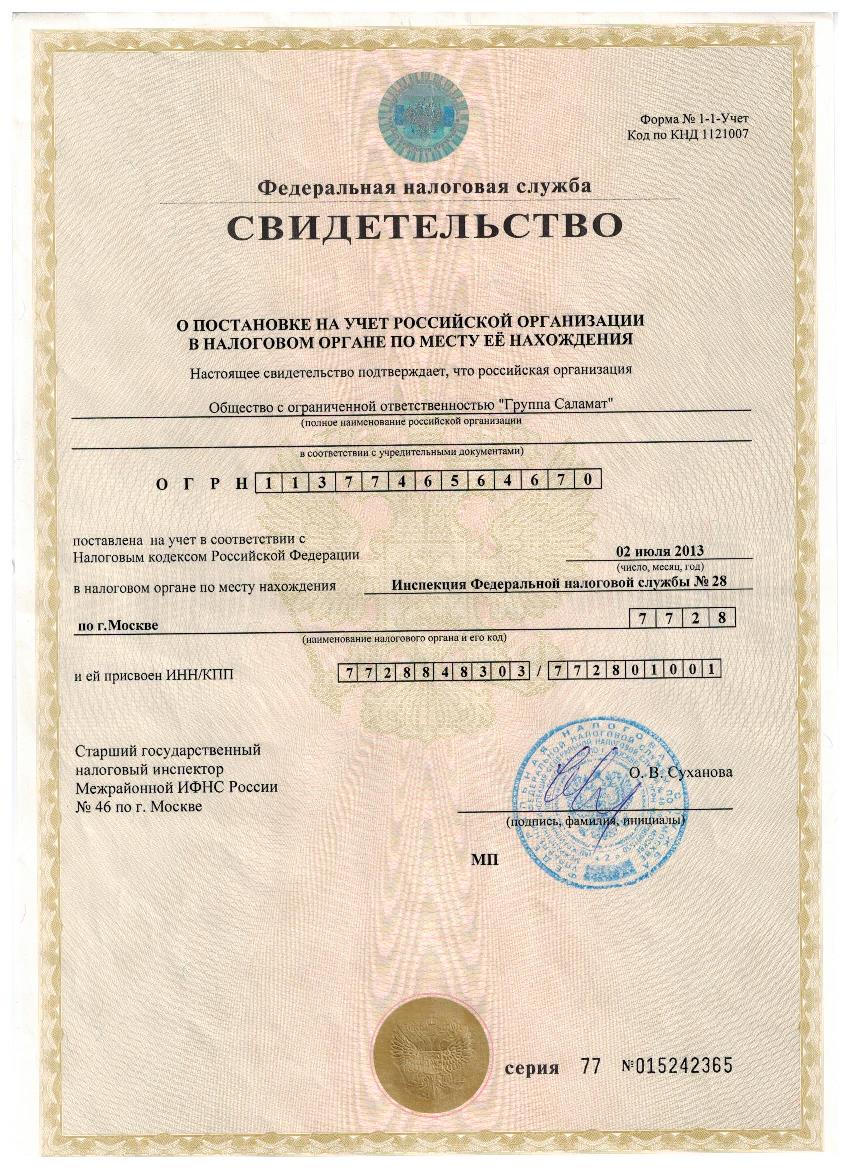 Форма № 1-1-Учет
Код по КНД 1121007
Федеральная налоговая служба
СВИДЕТЕЛЬСТВО
О ПОСТАНОВКЕ НА УЧЕТ РОССИЙСКОЙ ОРГАНИЗАЦИИ
В НАЛОГОВОМ ОРГАНЕ ПО МЕСТУ ЕЁ НАХОЖДЕНИЯ
Настоящее свидетельство подтверждает, что российская организация
Общество с ограниченной ответственностью "Группа Саламат"
(полное наименование российской организации
в соответствии с учредительными документами)
О Г Р Н 1 1 3 7 7 4 6 5 6 4 6 7 0
поставлена на учет в соответствии с
Налоговым кодексом Российской Федерации 02 июля 2013
(число, месяц, год)
в налоговом органе по месту нахождения Инспекция Федеральной налоговой службы № 28
по г.Москве 7 7 2 8
(наименование налогового органа и его код)
и ей присвоен ИНН/КПП 7 7 2 8 8 4 8 3 0 3 / 7 7 2 8 0 1 0 0 1
Старший государственный
налоговый инспектор
Межрайонной ИФНС России
№ 46 по г. Москве
О. В. Суханова
(подпись, фамилия, инициалы)
МП
серия 77 №015242365